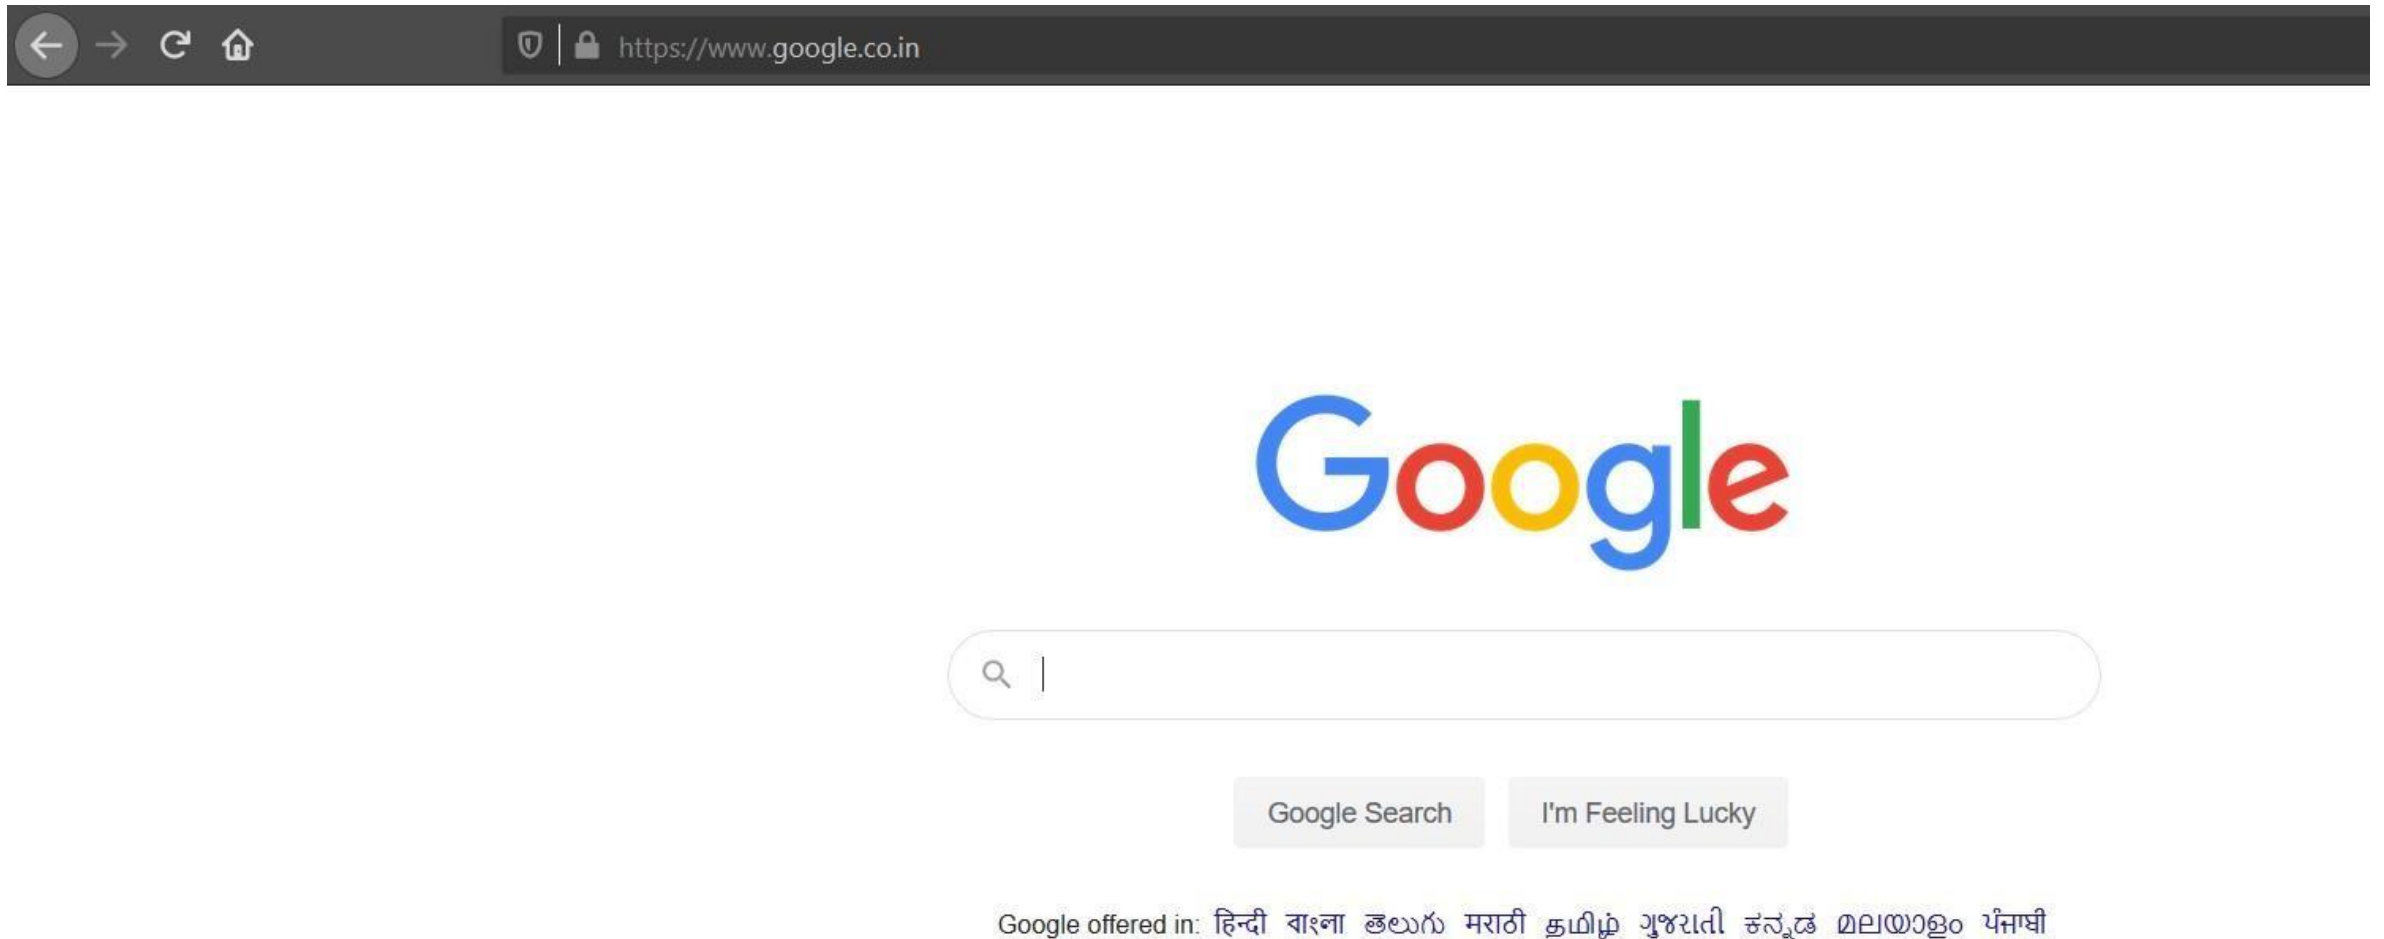 https://www.google.co.in
Google
Google Search I'm Feeling Lucky
Google offered in: हिन्दी বাংলা తెలుగు मराठी தமிழ் ગુજરાતી ಕನ್ನಡ മലയാളം ਪੰਜਾਬੀ